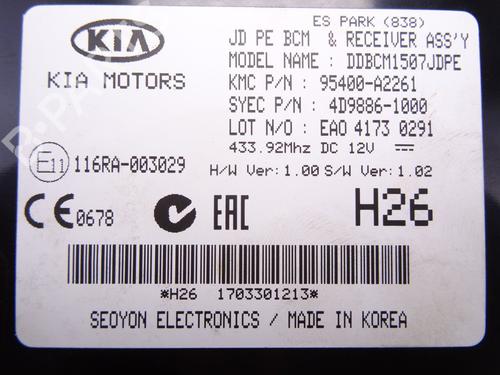 ES PARK (838)
KIA
JD PE BCM & RECEIVER ASS'Y
MODEL NAME : DDBCM1507JDPE
KIA MOTORS
KMC P/N : 95400-A2261
SYEC P/N : 4D9886-1000
LOT N/O : EAO 4173 0291
433.92Mhz DC 12V
E11 116RA-003029
H/W Ver:1.00 S/W Ver:1.02
CE 0678 N EAC H26
*H26 1703301213*
SEOYON ELECTRONICS / MADE IN KOREA